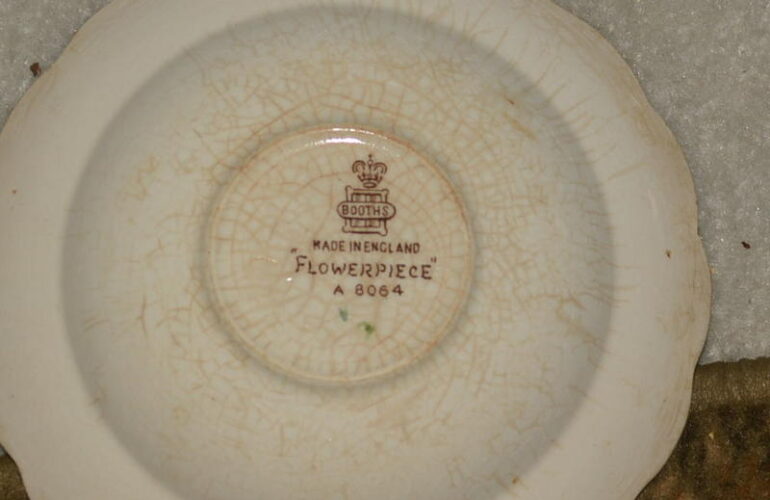 BOOTHS
MADE IN ENGLAND
"FLOWERPIECE"
A 8064